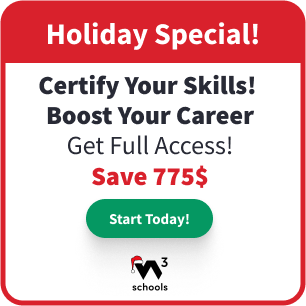 Holiday Special!
Certify Your Skills!
Boost Your Career
Get Full Access!
Save 775$
Start Today!
W3
schools